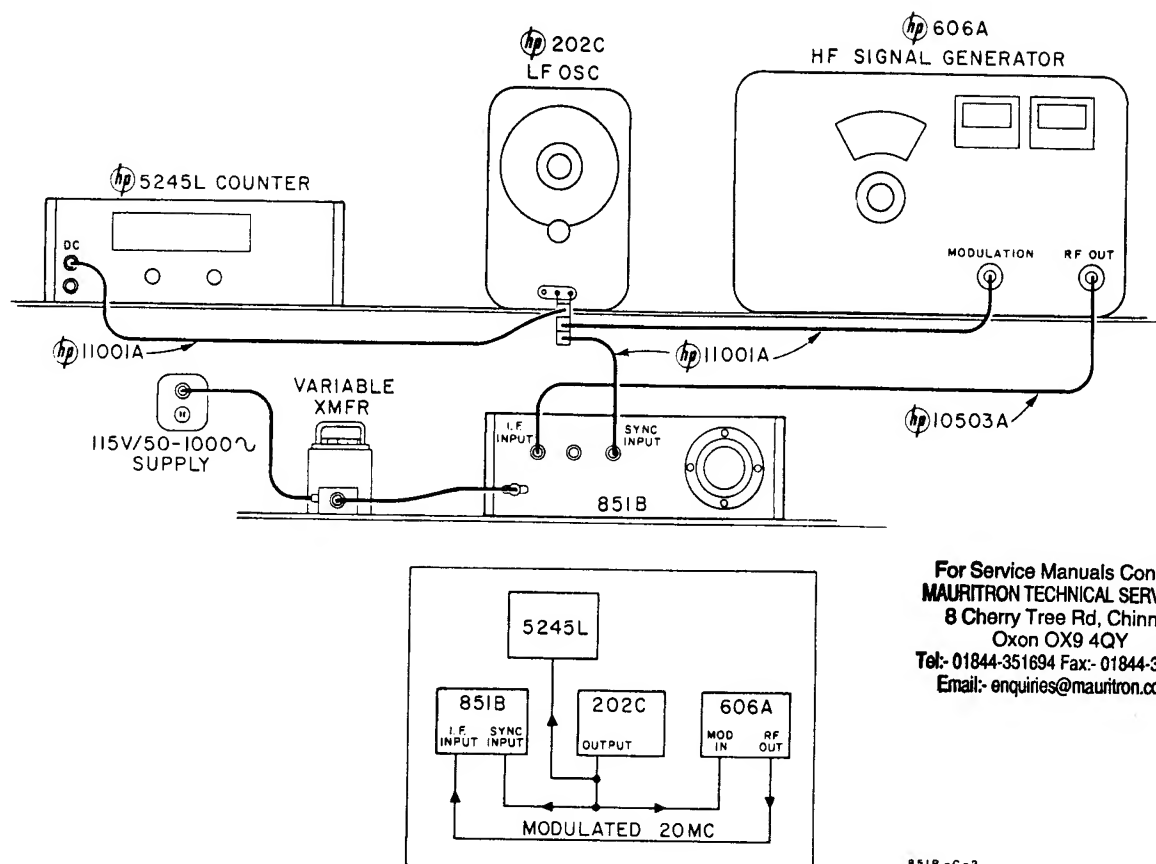 hp 202C
LF OSC
hp 606A
HF SIGNAL GENERATOR
hp 5245L COUNTER
DC
MODULATION
RF OUT
hp 11001A
hp 11001A
hp 10503A
115V/50-1000~
SUPPLY
VARIABLE
XMFR
I.F.
INPUT
SYNC
INPUT
851B
5245L
851B
I.F.
INPUT
SYNC
INPUT
202C
OUTPUT
606A
MOD
IN
RF
OUT
MODULATED 20MC
For Service Manuals Con
MAURITRON TECHNICAL SERV
8 Cherry Tree Rd, Chinn
Oxon OX9 4QY
Tel:- 01844-351694 Fax:- 01844-3
Email:- enquiries@mauritron.co
851B-C-2